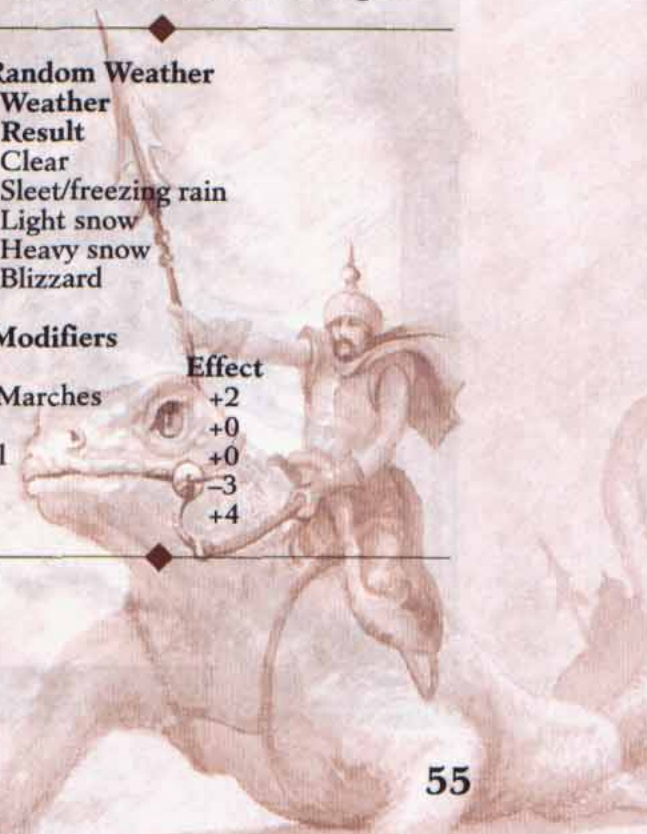 Random Weather
Weather
Result
Clear
Sleet/freezing rain
Light snow
Heavy snow
Blizzard
Modifiers
Effect
Marches +2
+0
l +0
–3
+4
55